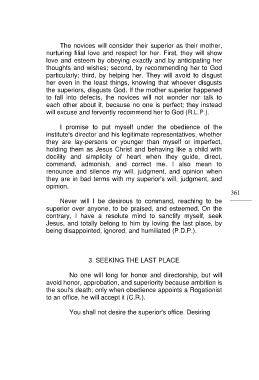 The novices will consider their superior as their mother,
nurturing filial love and respect for her. First, they will show
love and esteem by obeying exactly and by anticipating her
thoughts and wishes; second, by recommending her to God
particularly; third, by helping her. They will avoid to disgust
her even in the least things, knowing that whoever disgusts
the superiors, disgusts God. If the mother superior happened
to fall into defects, the novices will not wonder nor talk to
each other about it, because no one is perfect; they instead
will excuse and fervently recommend her to God (R.L.P.).
I promise to put myself under the obedience of the
institute's director and his legitimate representatives, whether
they are lay-persons or younger than myself or imperfect,
holding them as Jesus Christ and behaving like a child with
docility and simplicity of heart when they guide, direct,
command, admonish, and correct me. I also mean to
renounce and silence my will, judgment, and opinion when
they are in bad terms with my superior's will, judgment, and
opinion.
361
Never will I be desirous to command, reaching to be
superior over anyone, to be praised, and esteemed. On the
contrary, I have a resolute mind to sanctify myself, seek
Jesus, and totally belong to him by loving the last place, by
being disappointed, ignored, and humiliated (P.D.P.).
3. SEEKING THE LAST PLACE
No one will long for honor and directorship, but will
avoid honor, approbation, and superiority because ambition is
the soul's death; only when obedience appoints a Rogationist
to an office, he will accept it (C.R.).
You shall not desire the superior's office. Desiring